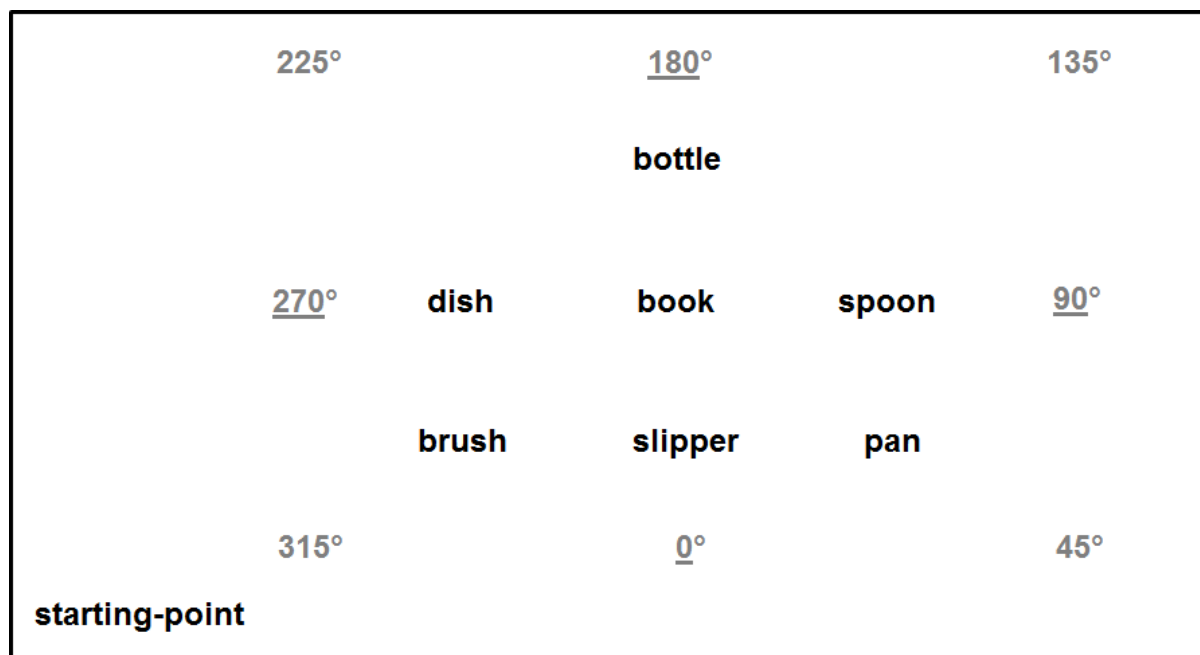 225° 180° 135°
bottle
270° dish book spoon 90°
brush slipper pan
315° 0° 45°
starting-point